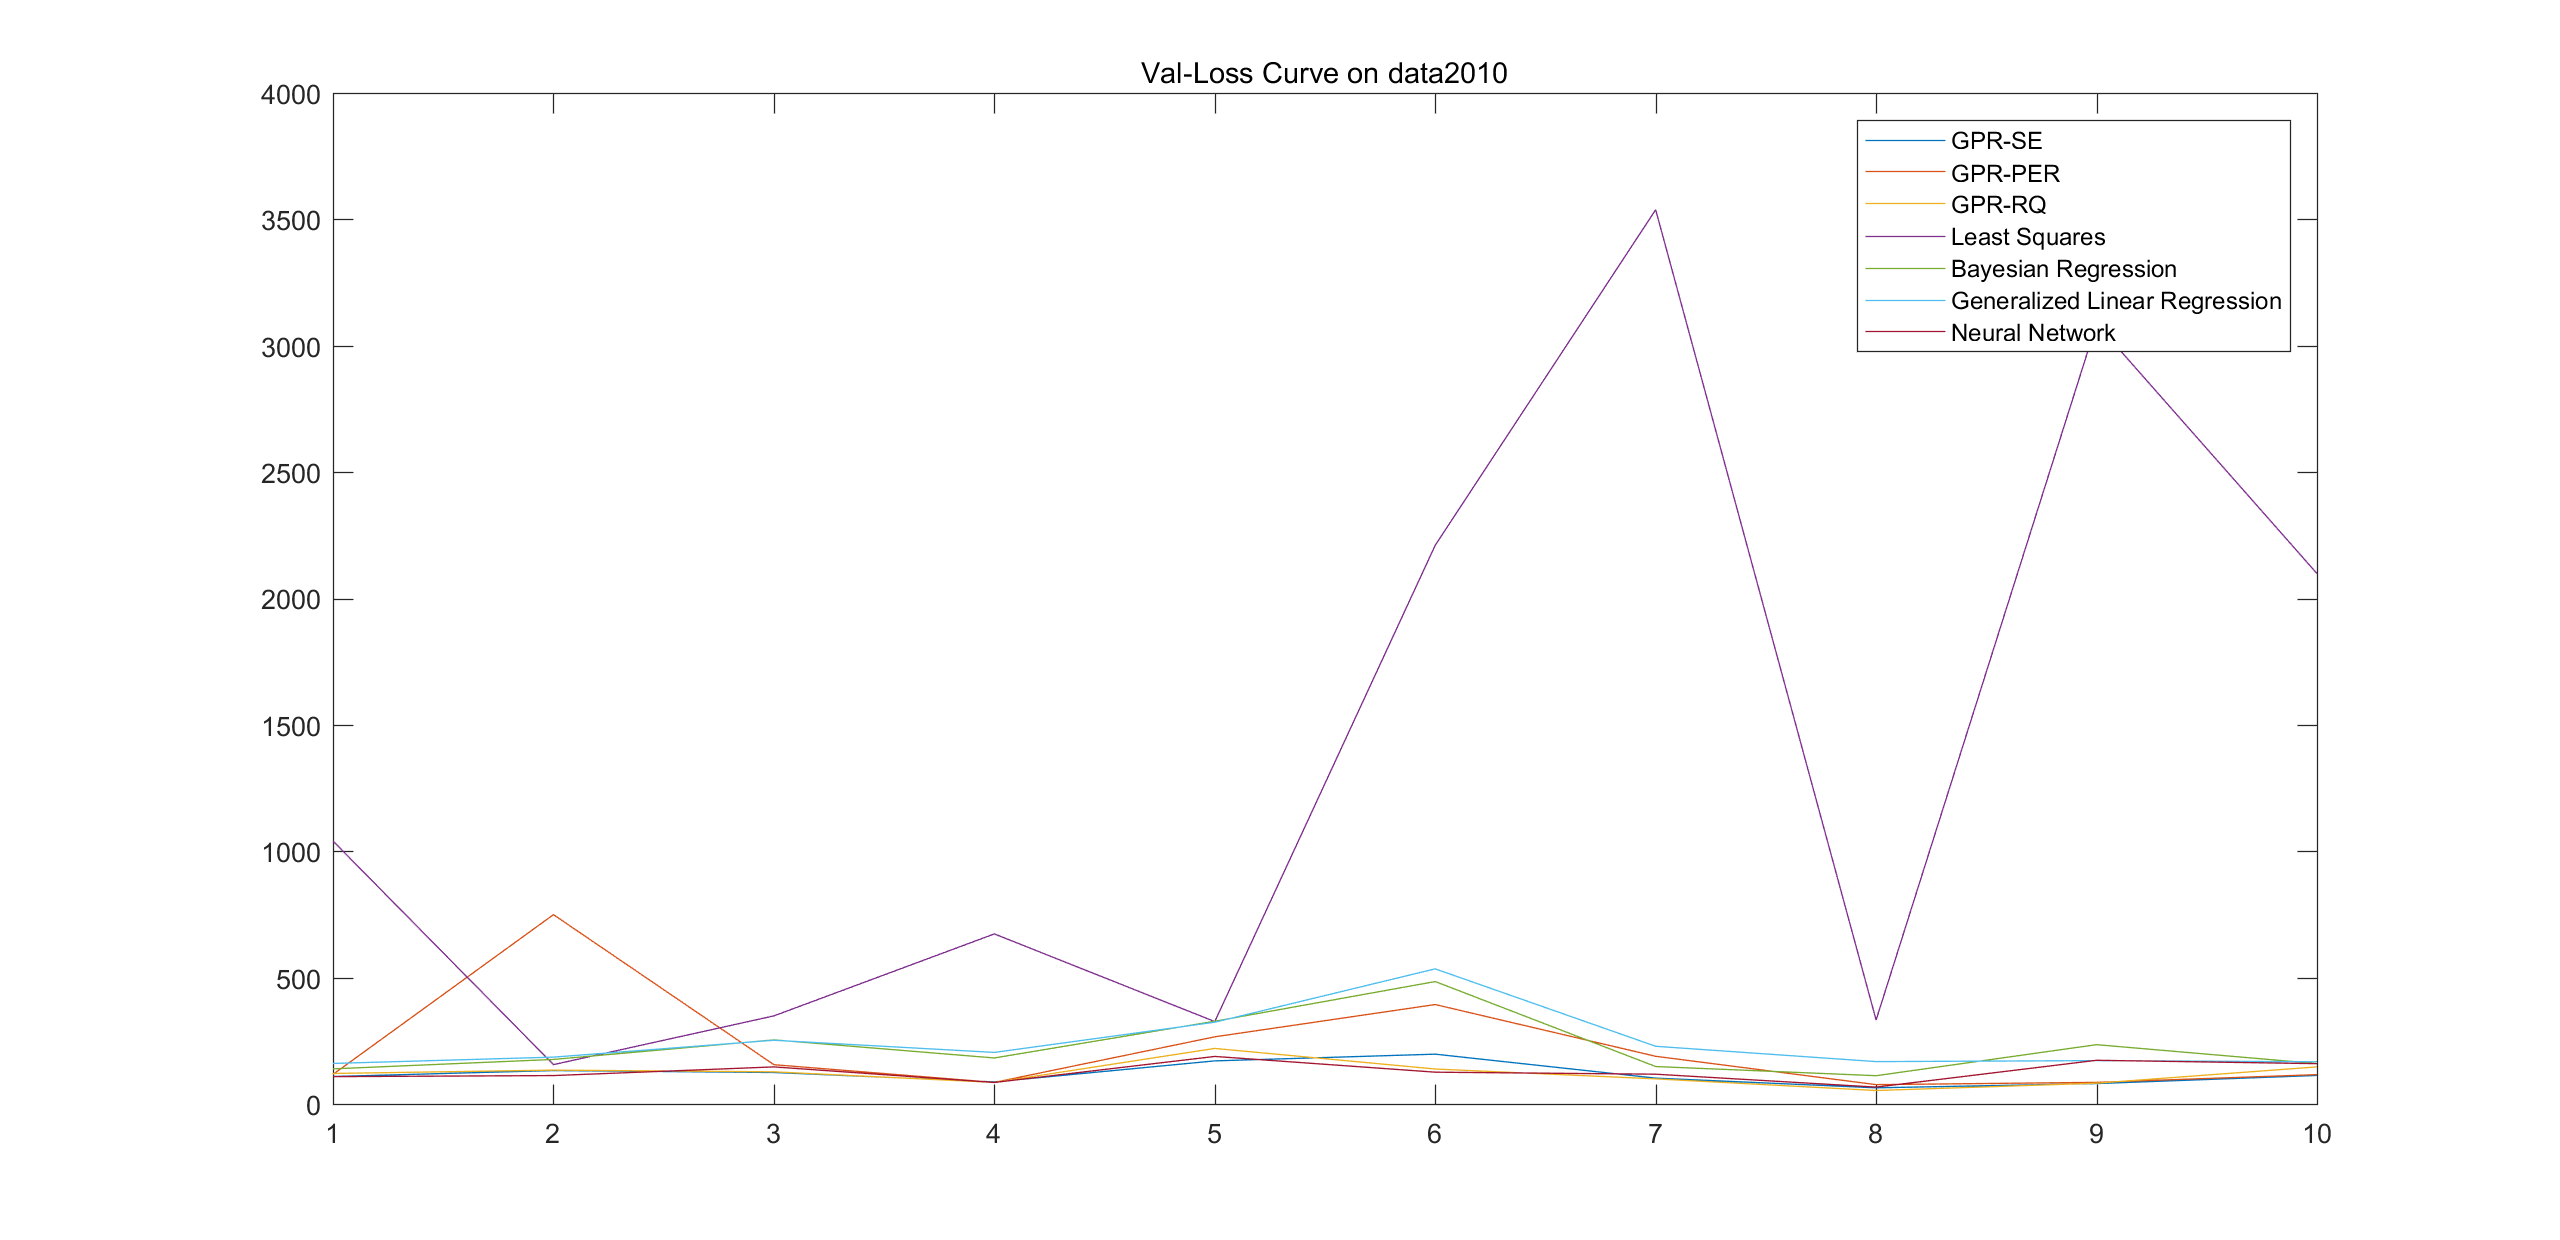 Val-Loss Curve on data2010
4000
3500
3000
2500
2000
1500
1000
500
0
GPR-SE
GPR-PER
GPR-RQ
Least Squares
Bayesian Regression
Generalized Linear Regression
Neural Network
1 2 3 4 5 6 7 8 9 10